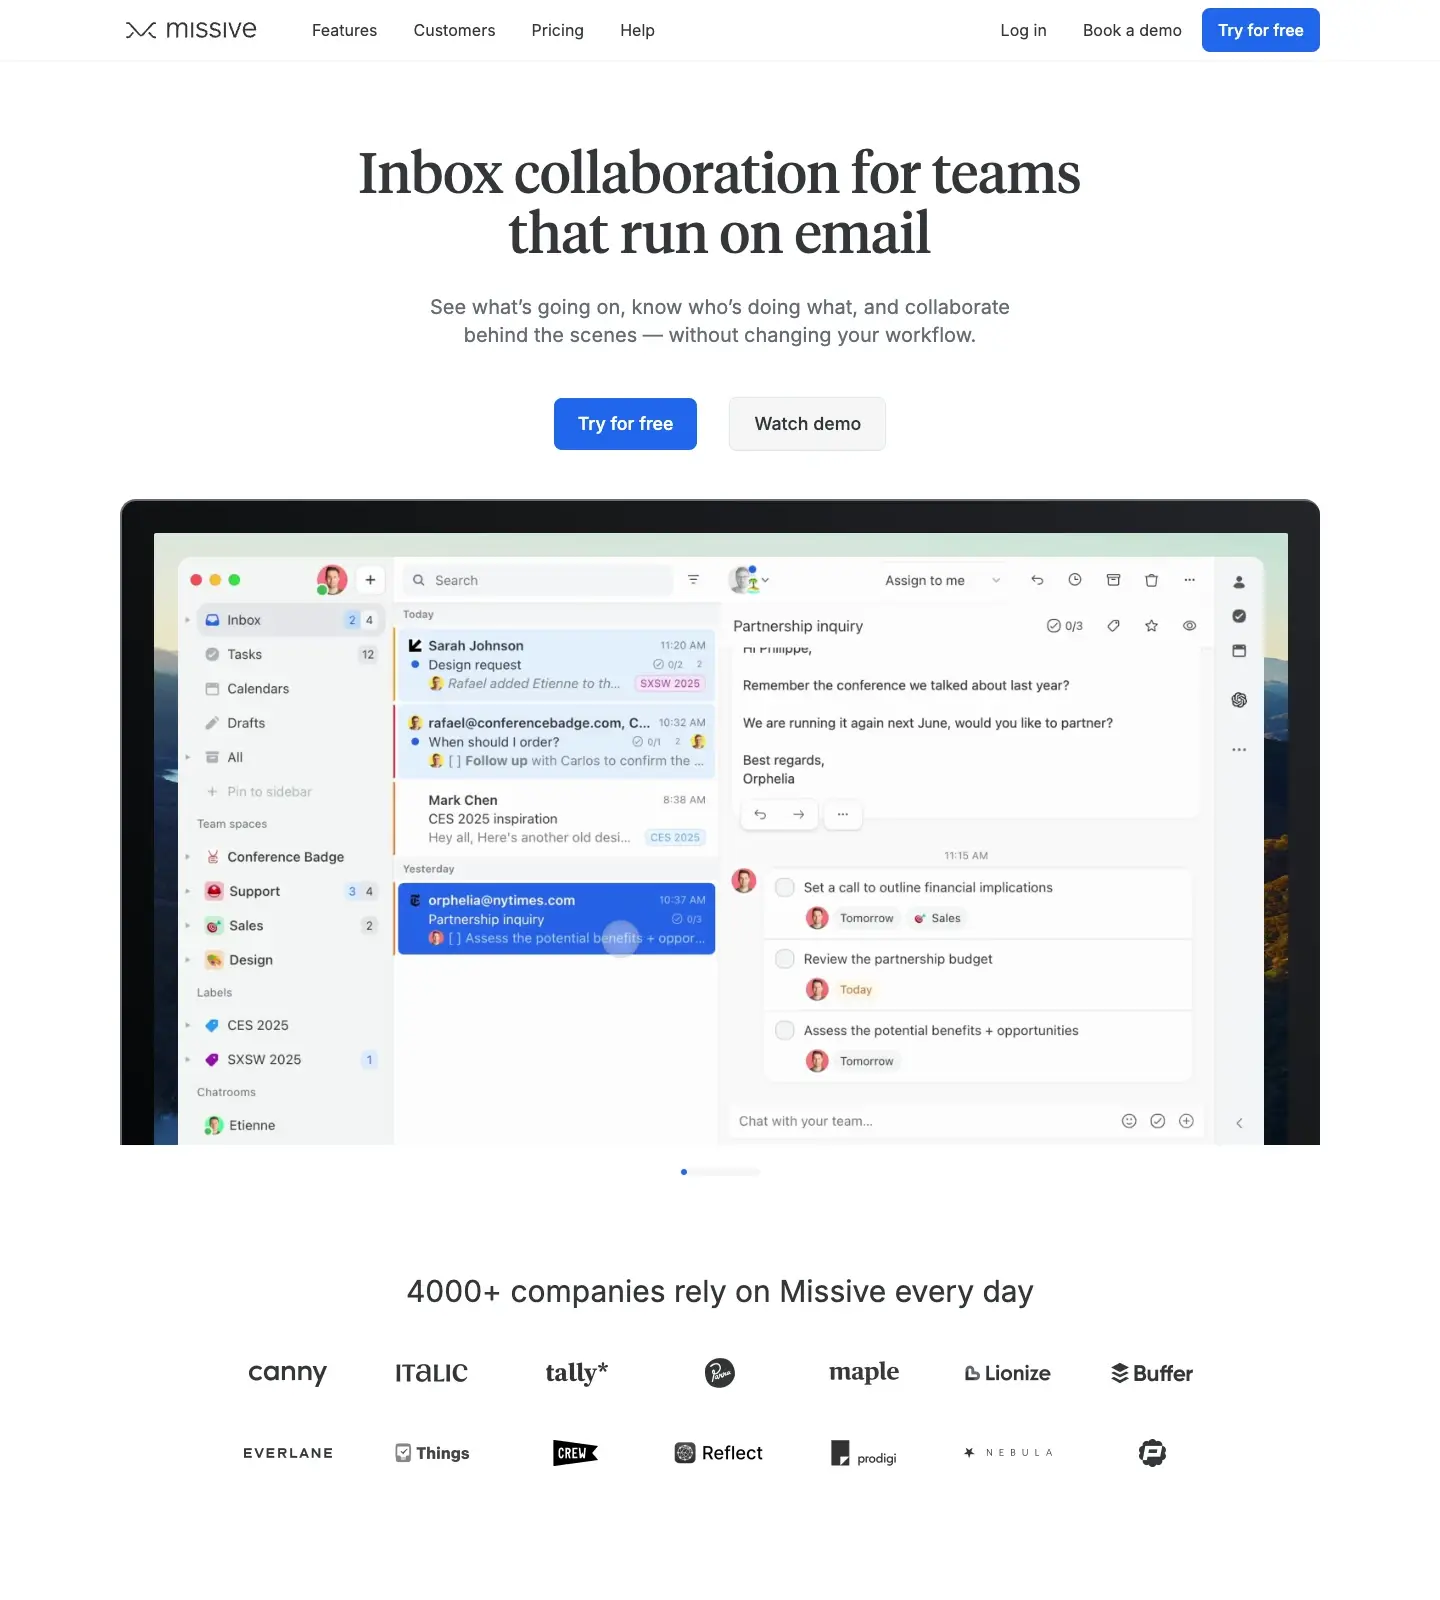 missive
Features
Customers
Pricing
Help
Log in
Book a demo
Try for free
Inbox collaboration for teams
that run on email
See what’s going on, know who’s doing what, and collaborate
behind the scenes — without changing your workflow.
Try for free
Watch demo
Inbox 2 4
Tasks 12
Calendars
Drafts
All
Pin to sidebar
Team spaces
Conference Badge
Support 3 4
Sales 2
Design
Labels
CES 2025
SXSW 2025 1
Chatrooms
Etienne
Search
Today
Sarah Johnson 11:20 AM
Design request 0/2 2
Rafael added Etienne to th... SXSW 2025
rafael@conferencebadge.com, C... 10:32 AM
When should I order? 0/1 2
[ ] Follow up with Carlos to confirm the ...
Mark Chen 8:38 AM
CES 2025 inspiration
Hey all, Here's another old desi... CES 2025
Yesterday
orphelia@nytimes.com 10:37 AM
Partnership inquiry 0/3
[ ] Assess the potential benefits + oppor...
Assign to me
Partnership inquiry 0/3
Hi Philippe,
Remember the conference we talked about last year?
We are running it again next June, would you like to partner?
Best regards,
Orphelia
11:15 AM
Set a call to outline financial implications
Tomorrow Sales
Review the partnership budget
Today
Assess the potential benefits + opportunities
Tomorrow
Chat with your team...
4000+ companies rely on Missive every day
canny
ITALIC
tally*
Parra
maple
Lionize
Buffer
EVERLANE
Things
CREW
Reflect
prodigi
NEBULA